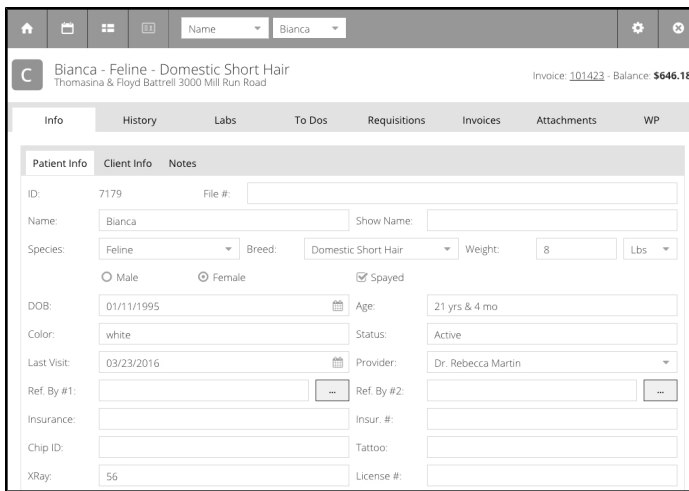 Name Bianca
C Bianca - Feline - Domestic Short Hair
Thomasina & Floyd Battrell 3000 Mill Run Road
Invoice: 101423 - Balance: $646.18
Info History Labs To Dos Requisitions Invoices Attachments WP
Patient Info Client Info Notes
ID: 7179 File #:
Name: Bianca Show Name:
Species: Feline Breed: Domestic Short Hair Weight: 8 Lbs
Male Female Spayed
DOB: 01/11/1995 Age: 21 yrs & 4 mo
Color: white Status: Active
Last Visit: 03/23/2016 Provider: Dr. Rebecca Martin
Ref. By #1: ... Ref. By #2: ...
Insurance: Insur. #:
Chip ID: Tattoo:
XRay: 56 License #: